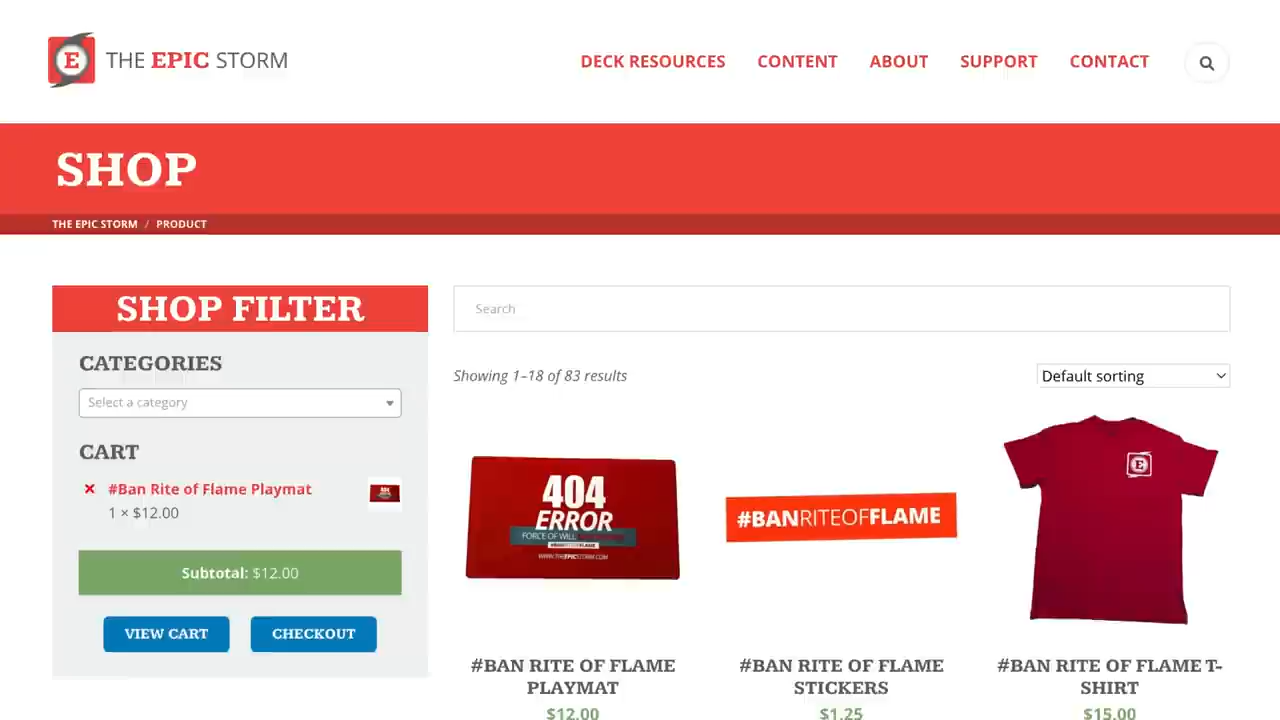 THE EPIC STORM
DECK RESOURCES
CONTENT
ABOUT
SUPPORT
CONTACT
SHOP
THE EPIC STORM / PRODUCT
SHOP FILTER
CATEGORIES
Select a category
CART
× #Ban Rite of Flame Playmat
1 × $12.00
Subtotal: $12.00
VIEW CART
CHECKOUT
Search
Showing 1–18 of 83 results
Default sorting
404
ERROR
FORCE OF WILL
WWW.THEEPICSTORM.COM
#BAN RITE OF FLAME
PLAYMAT
$12.00
#BANRITEOFFLAME
#BAN RITE OF FLAME
STICKERS
$1.25
E
#BAN RITE OF FLAME T-
SHIRT
$15.00